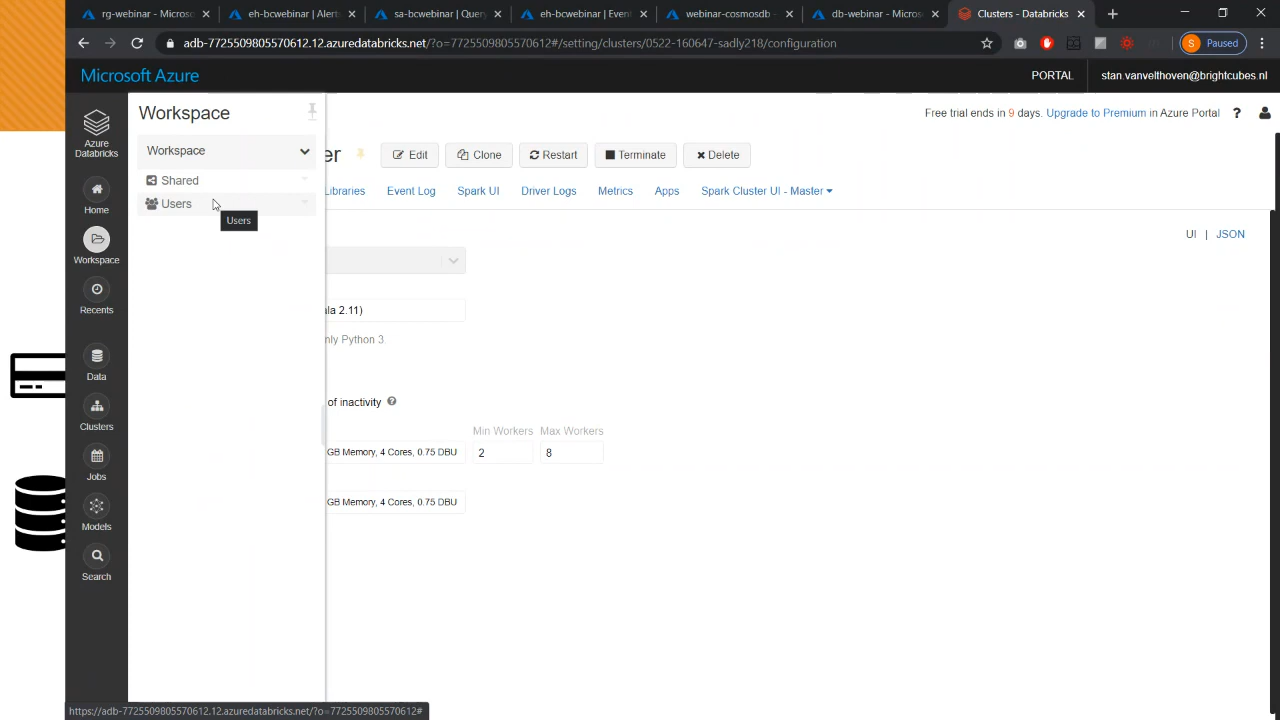 rg-webinar - Microso
eh-bcwebinar | Alert
sa-bcwebinar | Query
eh-bcwebinar | Even
webinar-cosmosdb -
db-webinar - Microso
Clusters - Databricks
adb-7725509805570612.12.azuredatabricks.net/?o=7725509805570612#/setting/clusters/0522-160647-sadly218/configuration
S Paused
Microsoft Azure
PORTAL
stan.vanvelthoven@brightcubes.nl
Azure
Databricks
Home
Workspace
Recents
Data
Clusters
Jobs
Models
Search
Workspace
Workspace
Shared
Users
Users
Free trial ends in 9 days. Upgrade to Premium in Azure Portal ?
er
Edit
Clone
Restart
Terminate
Delete
ibraries
Event Log
Spark UI
Driver Logs
Metrics
Apps
Spark Cluster UI - Master
UI | JSON
la 2.11)
nly Python 3.
of inactivity ?
Min Workers
Max Workers
GB Memory, 4 Cores, 0.75 DBU
2
8
GB Memory, 4 Cores, 0.75 DBU
https://adb-7725509805570612.12.azuredatabricks.net/?o=7725509805570612#